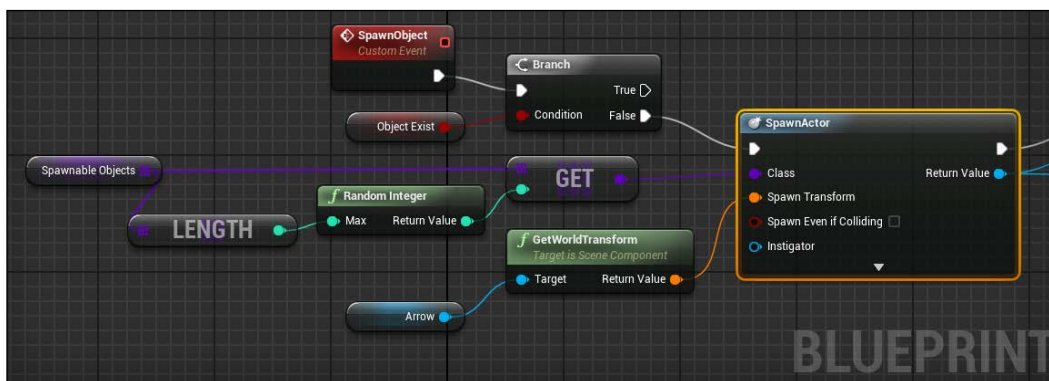 SpawnObject
Custom Event
Branch
True
Condition
False
Object Exist
SpawnActor
Class
Return Value
Spawn Transform
Spawn Even if Colliding
Instigator
Spawnable Objects
GET
f Random Integer
Max
Return Value
LENGTH
f GetWorldTransform
Target is Scene Component
Target
Return Value
Arrow
BLUEPRINT